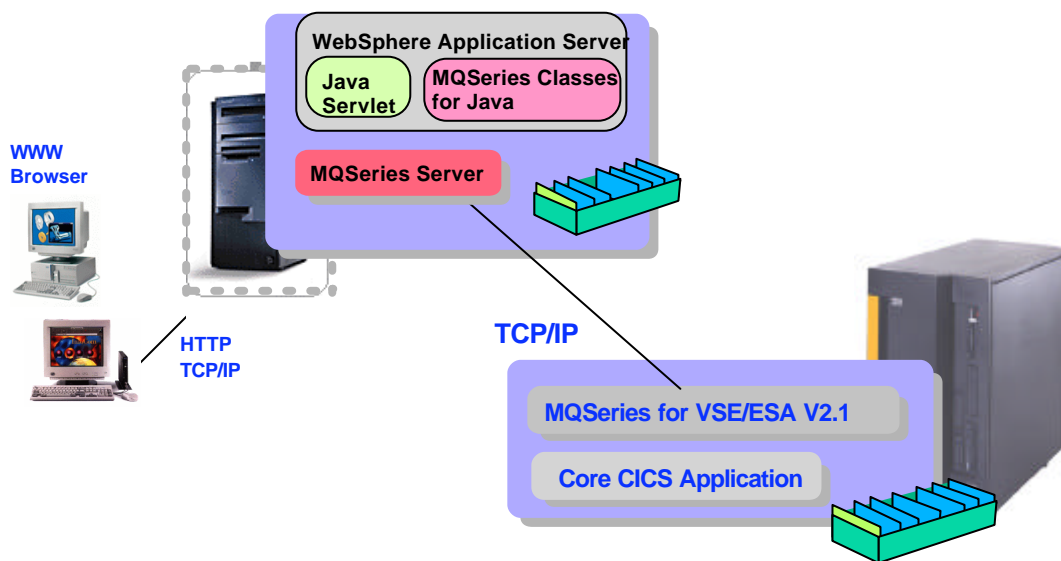 WebSphere Application Server
Java
Servlet
MQSeries Classes
for Java
WWW
Browser
MQSeries Server
HTTP
TCP/IP
TCP/IP
MQSeries for VSE/ESA V2.1
Core CICS Application